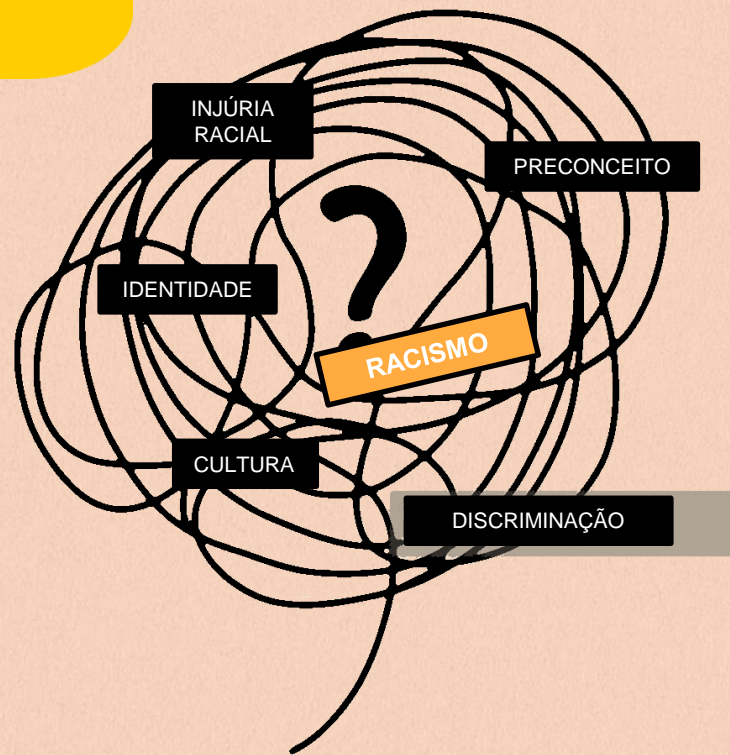 INJÚRIA
RACIAL
PRECONCEITO
?
IDENTIDADE
RACISMO
CULTURA
DISCRIMINAÇÃO